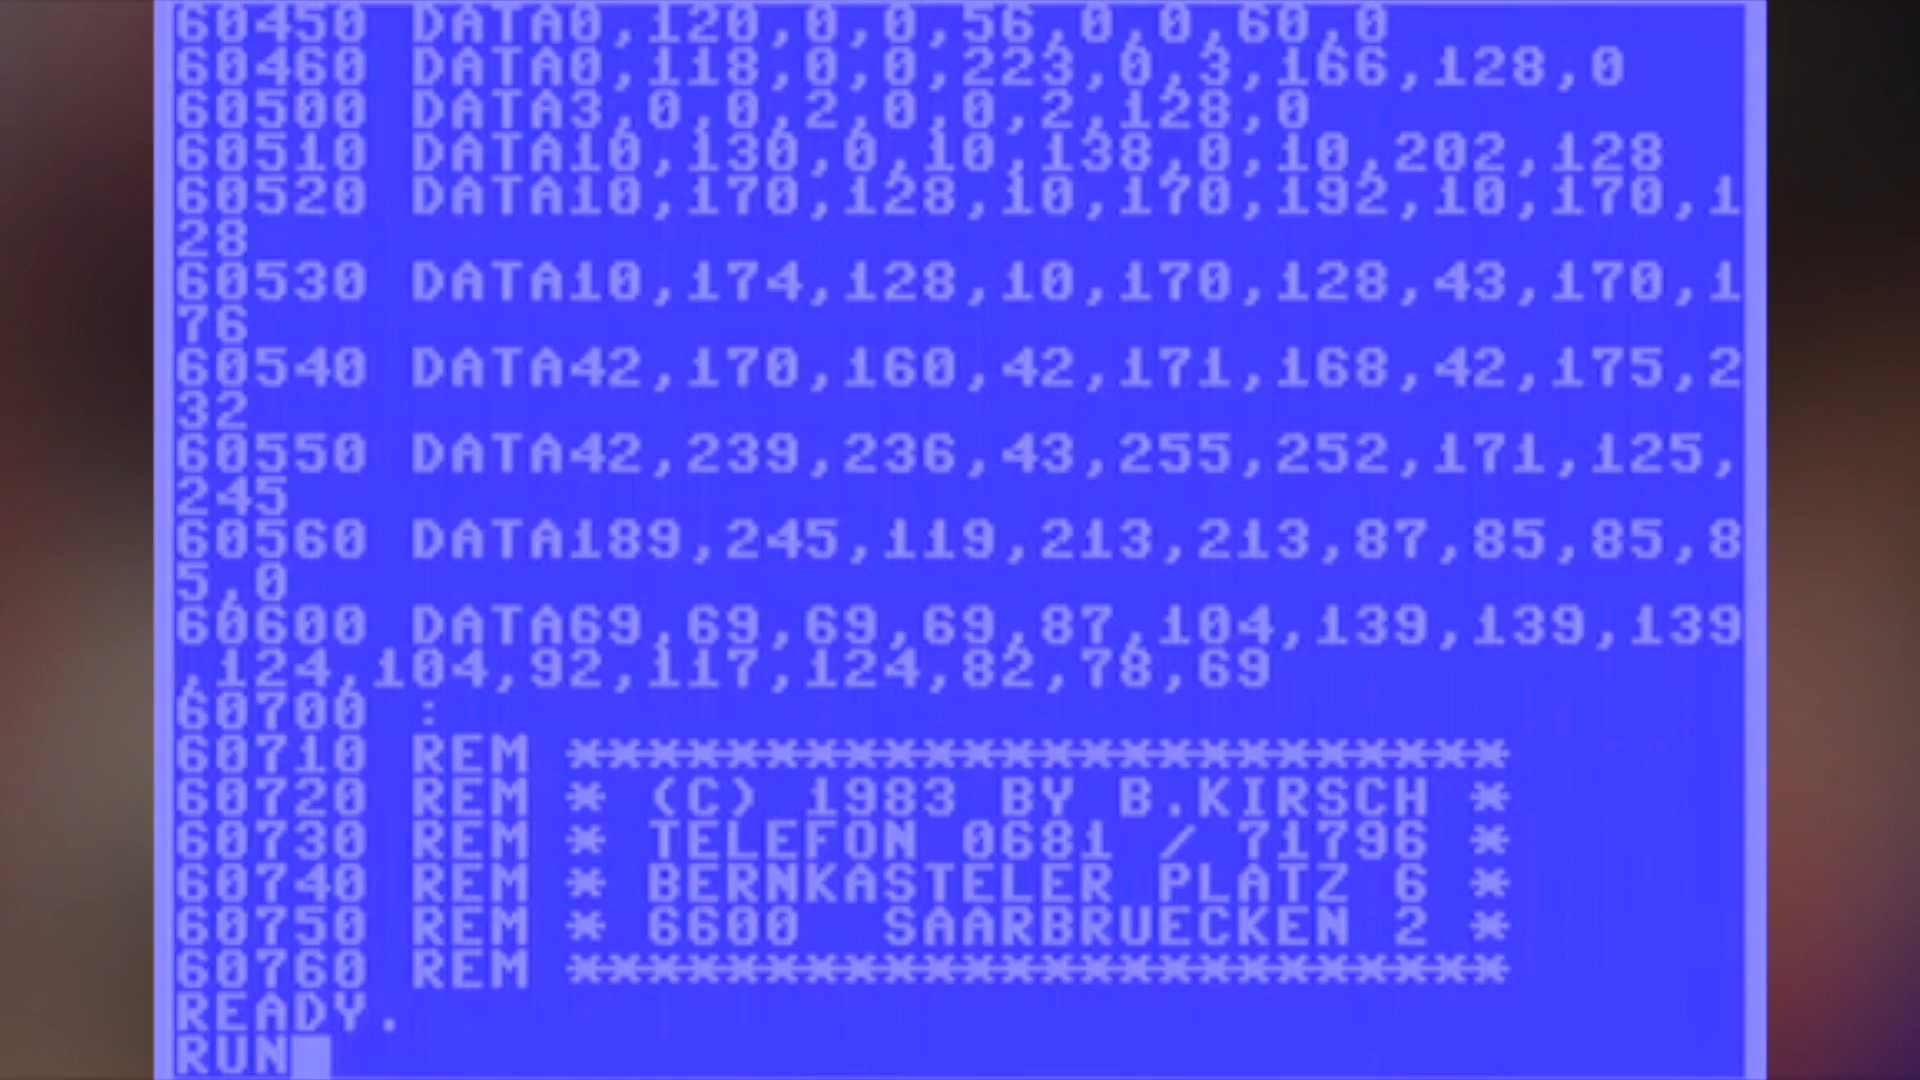 60450 DATA0,120,0,0,56,0,0,60,0
60460 DATA0,118,0,0,223,0,3,166,128,0
60500 DATA3,0,0,2,0,0,2,128,0
60510 DATA10,130,0,10,138,0,10,202,128
60520 DATA10,170,128,10,170,192,10,170,1
28
60530 DATA10,174,128,10,170,128,43,170,1
76
60540 DATA42,170,160,42,171,168,42,175,2
32
60550 DATA42,239,236,43,255,252,171,125,
245
60560 DATA189,245,119,213,213,87,85,85,8
5,0
60600 DATA69,69,69,69,87,104,139,139,139
,124,104,92,117,124,82,78,69
60700 :
60710 REM ************************
60720 REM * (C) 1983 BY B.KIRSCH *
60730 REM * TELEFON 0681 / 71796 *
60740 REM * BERNKASTELER PLATZ 6 *
60750 REM * 6600  SAARBRUECKEN 2 *
60760 REM ************************
READY.
RUN